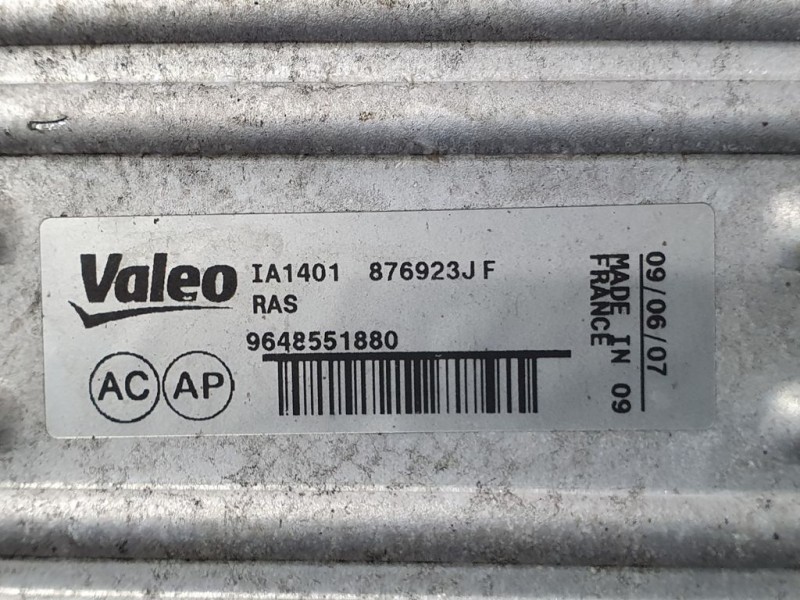 Valeo IA1401 876923J F
RAS
9648551880
AC AP
MADE IN 09
FRANCE
09/06/07